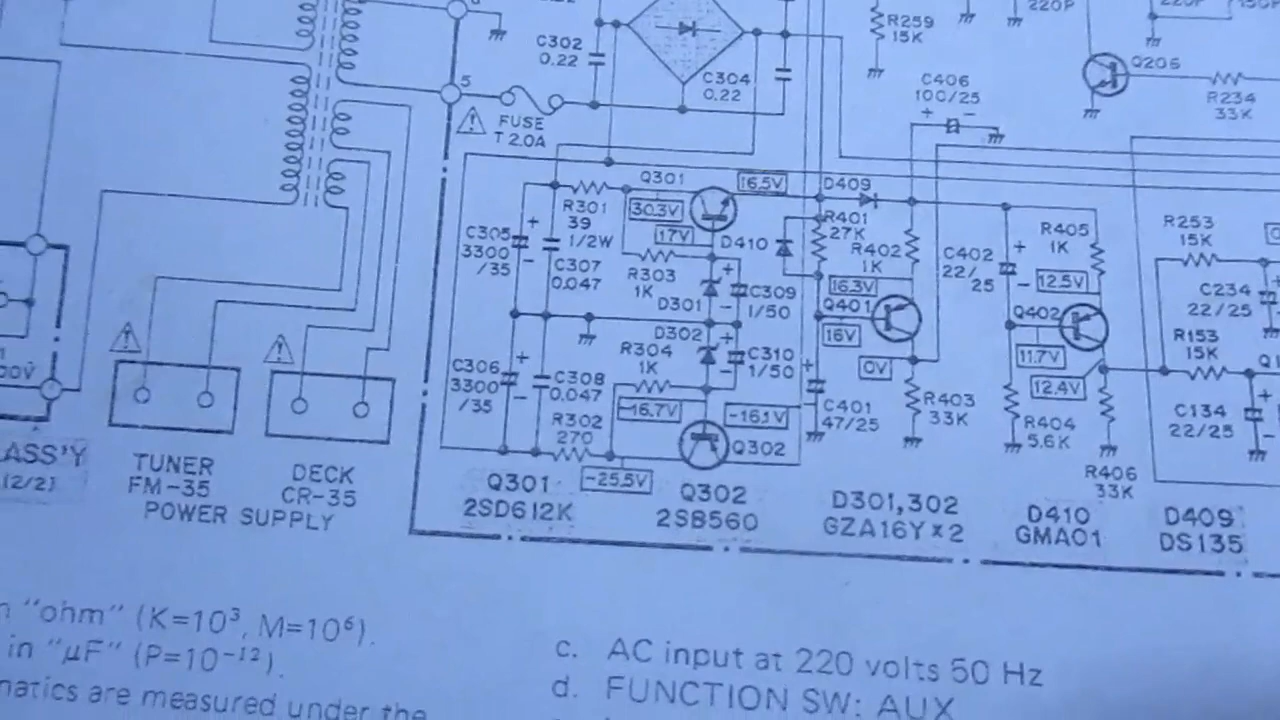 C302
0.22
5
FUSE
T 2.0A
C304
0.22
R259
15K
220P
Q206
R234
33K
C406
100/25
+ −
Q301
16.5V
30.3V
17V
R301
39
1/2W
C305
3300
/35
+
−
C307
0.047
R303
1K
D301
C309
1/50
D410
D409
R401
27K
R402
1K
16.3V
Q401
16V
0V
C402
22/
25
+
−
R405
1K
12.5V
Q402
11.7V
12.4V
R253
15K
C234
22/25
R153
15K
C134
22/25
D302
R304
1K
C310
1/50
C306
3300
/35
+
−
C308
0.047
R302
270
−16.7V
−16.1V
Q302
−25.5V
C401
47/25
+
R403
33K
R404
5.6K
R406
33K
ASS'Y
(2/2)
TUNER
FM-35
DECK
CR-35
POWER SUPPLY
Q301
2SD612K
Q302
2SB560
D301,302
GZA16Y×2
D410
GMA01
D409
DS135
"ohm" (K=10³, M=10⁶).
in "μF" (P=10⁻¹²).
are measured under the
c. AC input at 220 volts 50 Hz
d. FUNCTION SW: AUX